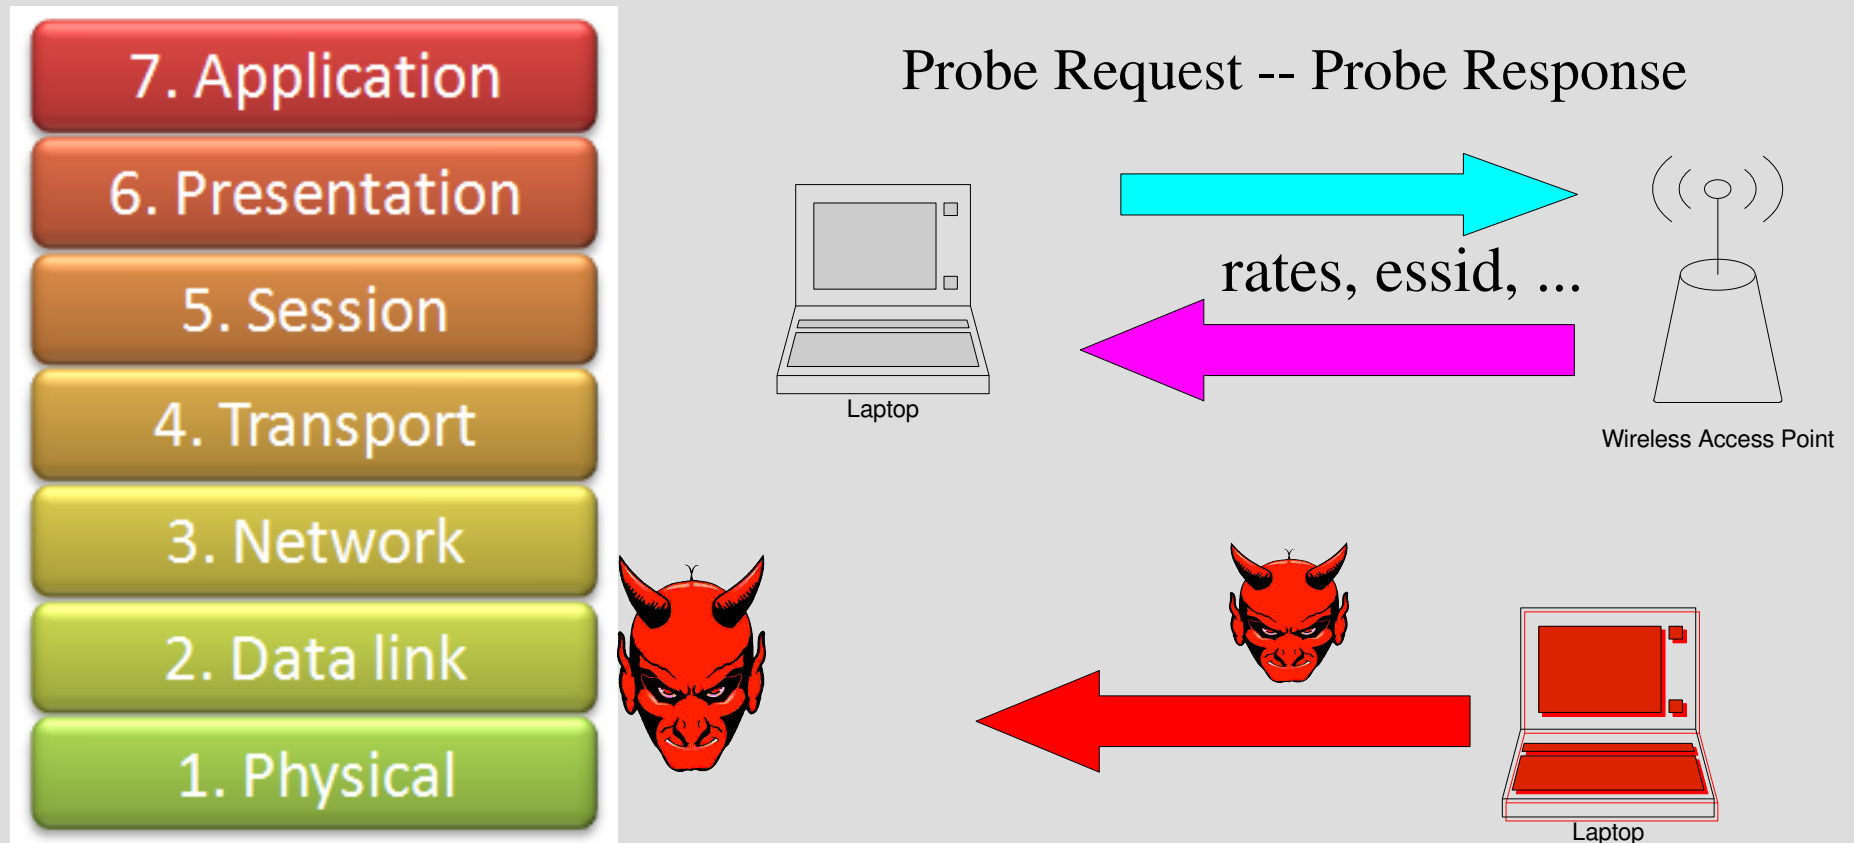 7. Application
6. Presentation
5. Session
4. Transport
3. Network
2. Data link
1. Physical
Probe Request -- Probe Response
rates, essid, ...
Laptop
Wireless Access Point
Laptop